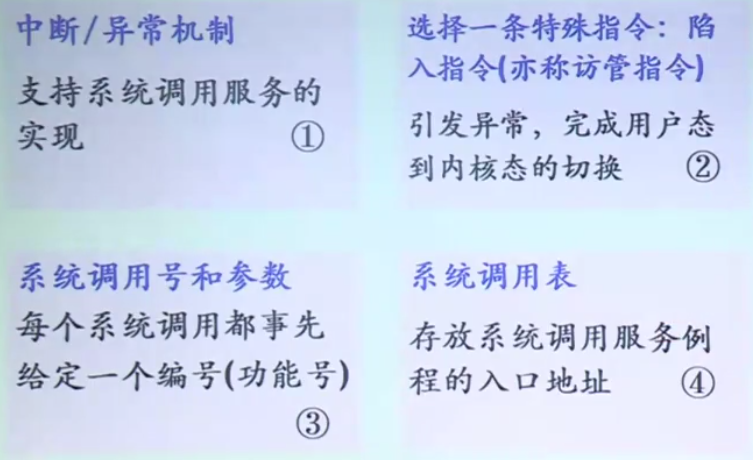 中断/异常机制
支持系统调用服务的
实现 ①
选择一条特殊指令：陷
入指令(亦称访管指令)
引发异常，完成用户态
到内核态的切换 ②
系统调用号和参数
每个系统调用都事先
给定一个编号(功能号)
③
系统调用表
存放系统调用服务例
程的入口地址 ④